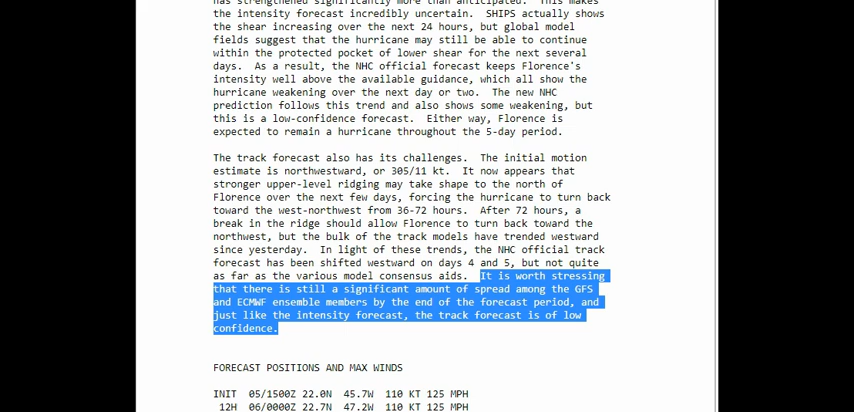 has strengthened significantly more than anticipated.  This makes
the intensity forecast incredibly uncertain.  SHIPS actually shows
the shear increasing over the next 24 hours, but global model
fields suggest that the hurricane may still be able to continue
within the protected pocket of lower shear for the next several
days.  As a result, the NHC official forecast keeps Florence's
intensity well above the available guidance, which all show the
hurricane weakening over the next day or two.  The new NHC
prediction follows this trend and also shows some weakening, but
this is a low-confidence forecast.  Either way, Florence is
expected to remain a hurricane throughout the 5-day period.

The track forecast also has its challenges.  The initial motion
estimate is northwestward, or 305/11 kt.  It now appears that
stronger upper-level ridging may take shape to the north of
Florence over the next few days, forcing the hurricane to turn back
toward the west-northwest from 36-72 hours.  After 72 hours, a
break in the ridge should allow Florence to turn back toward the
northwest, but the bulk of the track models have trended westward
since yesterday.  In light of these trends, the NHC official track
forecast has been shifted westward on days 4 and 5, but not quite
as far as the various model consensus aids.  It is worth stressing
that there is still a significant amount of spread among the GFS
and ECMWF ensemble members by the end of the forecast period, and
just like the intensity forecast, the track forecast is of low
confidence.

FORECAST POSITIONS AND MAX WINDS

INIT  05/1500Z 22.0N  45.7W  110 KT 125 MPH
12H  06/0000Z 22.7N  47.2W  110 KT 125 MPH